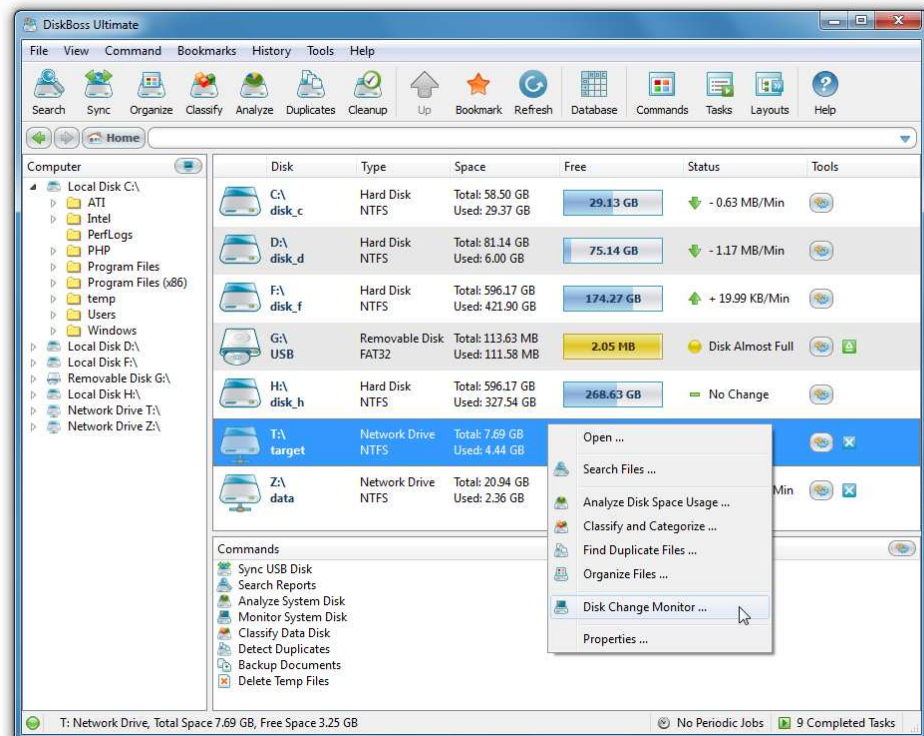 DiskBoss Ultimate
File View Command Bookmarks History Tools Help
Search Sync Organize Classify Analyze Duplicates Cleanup Up Bookmark Refresh Database Commands Tasks Layouts Help
Home
Computer
Local Disk C:\
ATI
Intel
PerfLogs
PHP
Program Files
Program Files (x86)
temp
Users
Windows
Local Disk D:\
Local Disk F:\
Removable Disk G:\
Local Disk H:\
Network Drive T:\
Network Drive Z:\
Disk Type Space Free Status Tools
C:\ Hard Disk Total: 58.50 GB
disk_c NTFS Used: 29.37 GB 29.13 GB - 0.63 MB/Min
D:\ Hard Disk Total: 81.14 GB
disk_d NTFS Used: 6.00 GB 75.14 GB - 1.17 MB/Min
F:\ Hard Disk Total: 596.17 GB
disk_f NTFS Used: 421.90 GB 174.27 GB + 19.99 KB/Min
G:\ Removable Disk Total: 113.63 MB
USB FAT32 Used: 111.58 MB 2.05 MB Disk Almost Full
H:\ Hard Disk Total: 596.17 GB
disk_h NTFS Used: 327.54 GB 268.63 GB No Change
T:\ Network Drive Total: 7.69 GB
target NTFS Used: 4.44 GB
Z:\ Network Drive Total: 20.94 GB
data NTFS Used: 2.36 GB Min
Open ...
Search Files ...
Analyze Disk Space Usage ...
Classify and Categorize ...
Find Duplicate Files ...
Organize Files ...
Disk Change Monitor ...
Properties ...
Commands
Sync USB Disk
Search Reports
Analyze System Disk
Monitor System Disk
Classify Data Disk
Detect Duplicates
Backup Documents
Delete Temp Files
T: Network Drive, Total Space 7.69 GB, Free Space 3.25 GB No Periodic Jobs 9 Completed Tasks